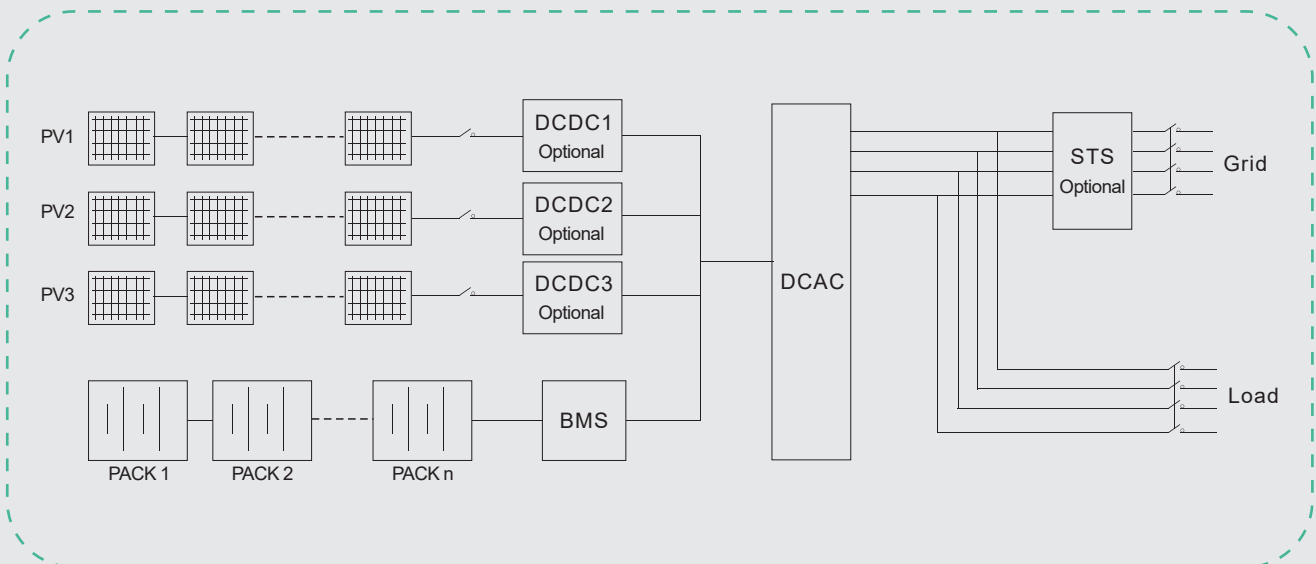 PV1
DCDC1
Optional
PV2
DCDC2
Optional
PV3
DCDC3
Optional
PACK 1
PACK 2
PACK n
BMS
DCAC
STS
Optional
Grid
Load